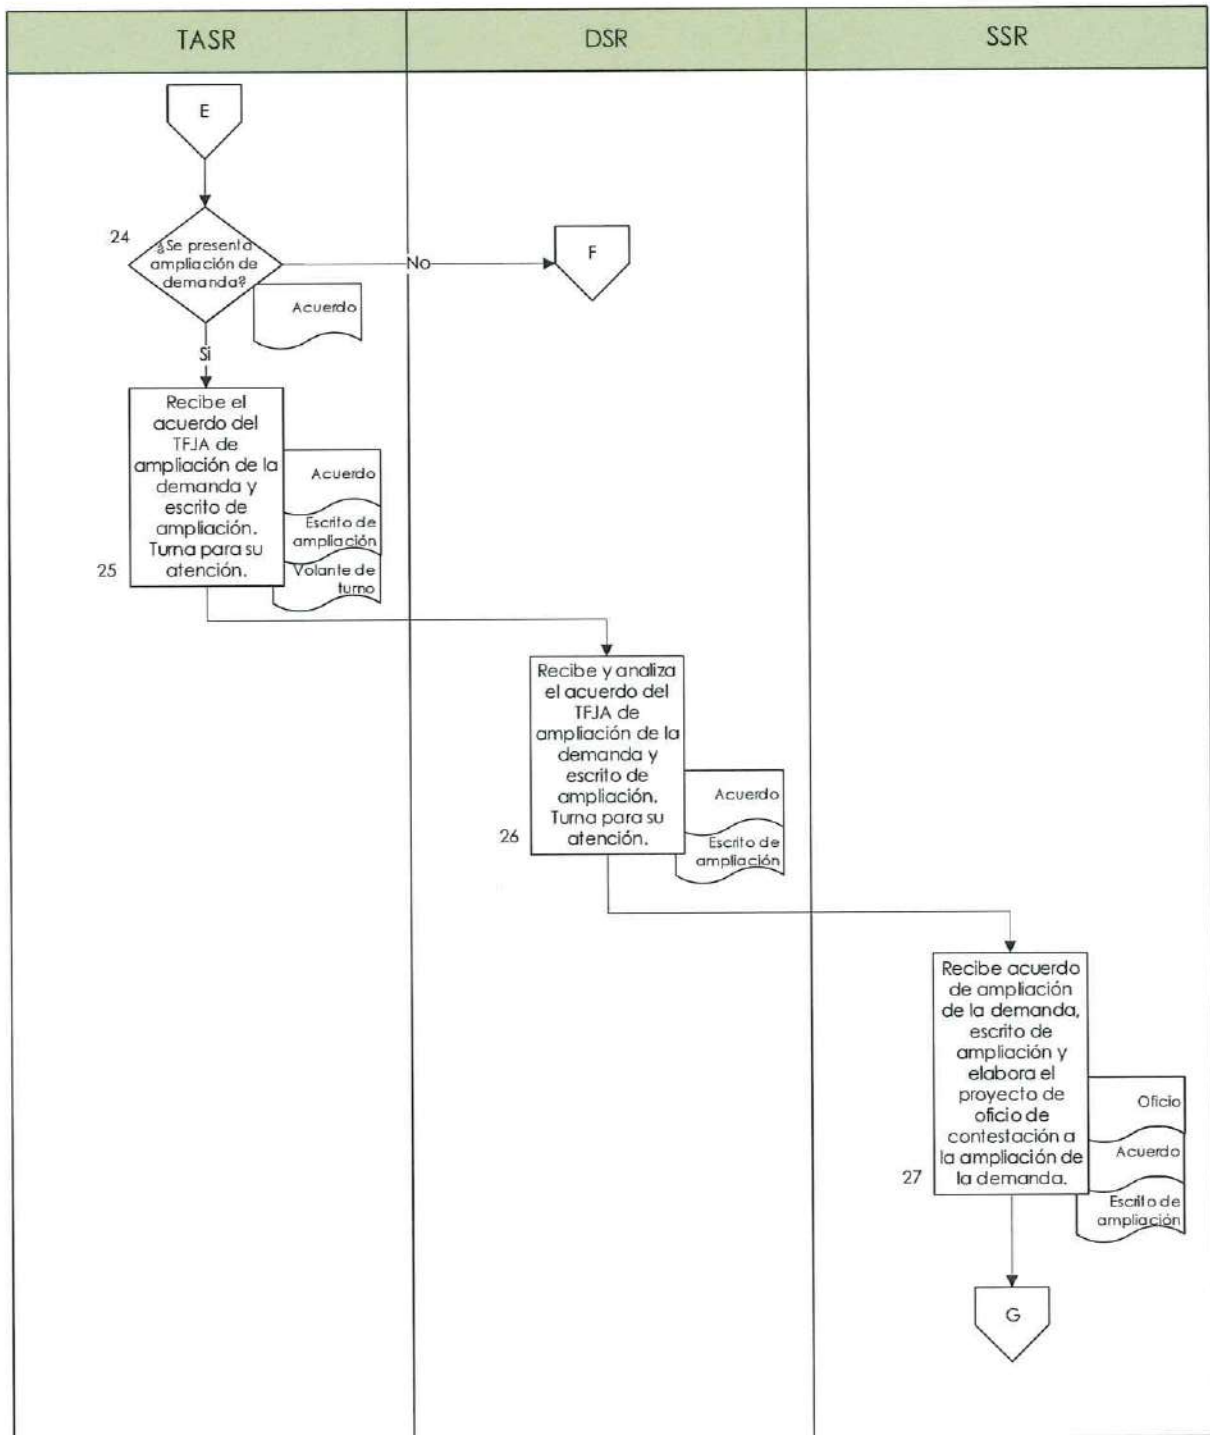 TASR
DSR
SSR
E
24
¿Se presenta
ampliación de
demanda?
No
F
Acuerdo
Si
Recibe el
acuerdo del
TFJA de
ampliación de la
demanda y
escrito de
ampliación.
Turna para su
atención.
25
Acuerdo
Escrito de
ampliación
Volante de
turno
Recibe y analiza
el acuerdo del
TFJA de
ampliación de la
demanda y
escrito de
ampliación.
Turna para su
atención.
26
Acuerdo
Escrito de
ampliación
Recibe acuerdo
de ampliación
de la demanda,
escrito de
ampliación y
elabora el
proyecto de
oficio de
contestación a
la ampliación de
la demanda.
27
Oficio
Acuerdo
Escrito de
ampliación
G